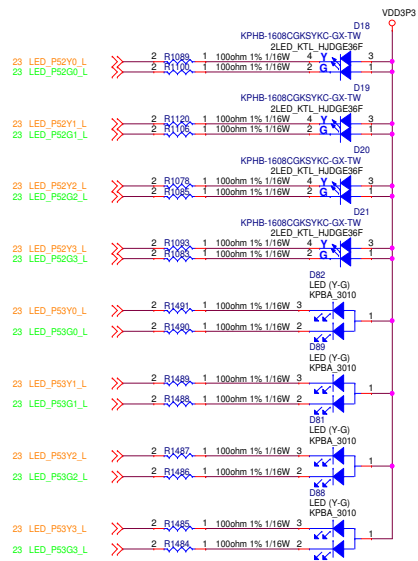 VDD3P3
D18
KPHB-1608CGKSYKC-GX-TW
2LED_KTL_HJDGE36F
23 LED_P52Y0_L 2 R1089 1 100ohm 1% 1/16W 4 Y 3
23 LED_P52G0_L 2 R1100 1 100ohm 1% 1/16W 2 G 1
D19
KPHB-1608CGKSYKC-GX-TW
2LED_KTL_HJDGE36F
23 LED_P52Y1_L 2 R1120 1 100ohm 1% 1/16W 4 Y 3
23 LED_P52G1_L 2 R1106 1 100ohm 1% 1/16W 2 G 1
D20
KPHB-1608CGKSYKC-GX-TW
2LED_KTL_HJDGE36F
23 LED_P52Y2_L 2 R1078 1 100ohm 1% 1/16W 4 Y 3
23 LED_P52G2_L 2 R1085 1 100ohm 1% 1/16W 2 G 1
D21
KPHB-1608CGKSYKC-GX-TW
2LED_KTL_HJDGE36F
23 LED_P52Y3_L 2 R1093 1 100ohm 1% 1/16W 4 Y 3
23 LED_P52G3_L 2 R1083 1 100ohm 1% 1/16W 2 G 1
D82
LED (Y-G)
KPBA_3010
23 LED_P53Y0_L 2 R1491 1 100ohm 1% 1/16W 3
1
23 LED_P53G0_L 2 R1490 1 100ohm 1% 1/16W 2
D89
LED (Y-G)
KPBA_3010
23 LED_P53Y1_L 2 R1489 1 100ohm 1% 1/16W 3
1
23 LED_P53G1_L 2 R1488 1 100ohm 1% 1/16W 2
D81
LED (Y-G)
KPBA_3010
23 LED_P53Y2_L 2 R1487 1 100ohm 1% 1/16W 3
1
23 LED_P53G2_L 2 R1486 1 100ohm 1% 1/16W 2
D88
LED (Y-G)
KPBA_3010
23 LED_P53Y3_L 2 R1485 1 100ohm 1% 1/16W 3
1
23 LED_P53G3_L 2 R1484 1 100ohm 1% 1/16W 2